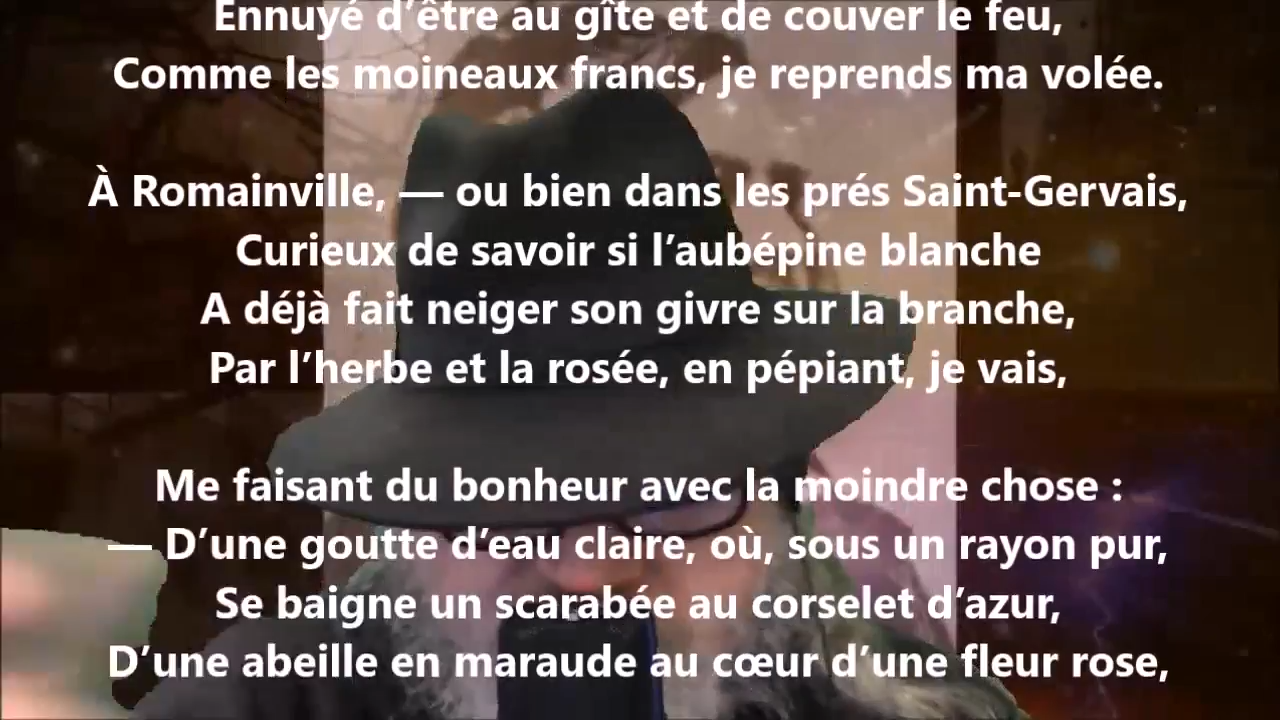 Ennuyé d’être au gîte et de couver le feu,
Comme les moineaux francs, je reprends ma volée.
À Romainville, — ou bien dans les prés Saint-Gervais,
Curieux de savoir si l’aubépine blanche
A déjà fait neiger son givre sur la branche,
Par l’herbe et la rosée, en pépiant, je vais,
Me faisant du bonheur avec la moindre chose :
— D’une goutte d’eau claire, où, sous un rayon pur,
Se baigne un scarabée au corselet d’azur,
D’une abeille en maraude au cœur d’une fleur rose,